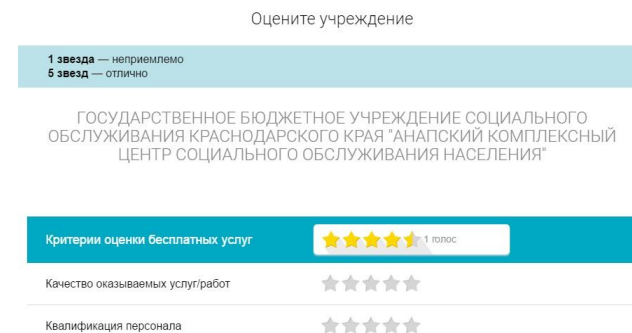 Оцените учреждение
1 звезда — неприемлемо
5 звезд — отлично
ГОСУДАРСТВЕННОЕ БЮДЖЕТНОЕ УЧРЕЖДЕНИЕ СОЦИАЛЬНОГО
ОБСЛУЖИВАНИЯ КРАСНОДАРСКОГО КРАЯ "АНАПСКИЙ КОМПЛЕКСНЫЙ
ЦЕНТР СОЦИАЛЬНОГО ОБСЛУЖИВАНИЯ НАСЕЛЕНИЯ"
Критерии оценки бесплатных услуг 1 голос
Качество оказываемых услуг/работ
Квалификация персонала